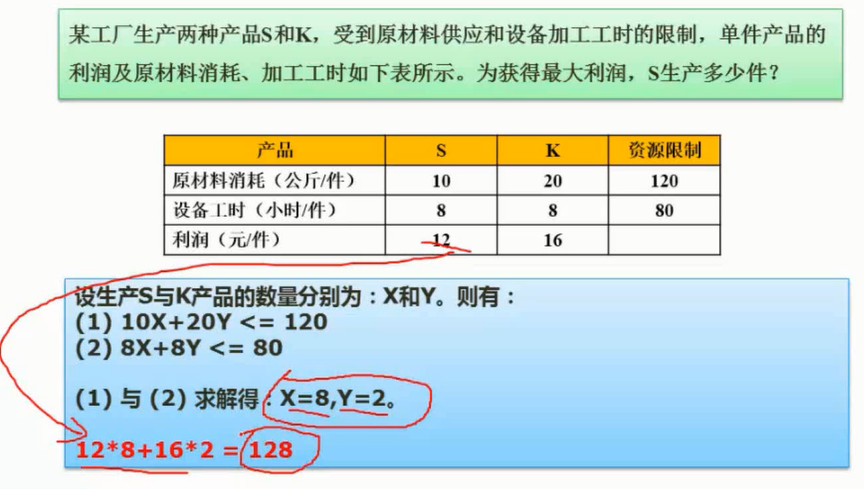 某工厂生产两种产品S和K，受到原材料供应和设备加工工时的限制，单件产品的
利润及原材料消耗、加工工时如下表所示。为获得最大利润，S生产多少件？
产品 S K 资源限制
原材料消耗（公斤/件） 10 20 120
设备工时（小时/件） 8 8 80
利润（元/件） 12 16
设生产S与K产品的数量分别为：X和Y。则有：
(1) 10X+20Y <= 120
(2) 8X+8Y <= 80
(1) 与 (2) 求解得：X=8,Y=2。
12*8+16*2 = 128